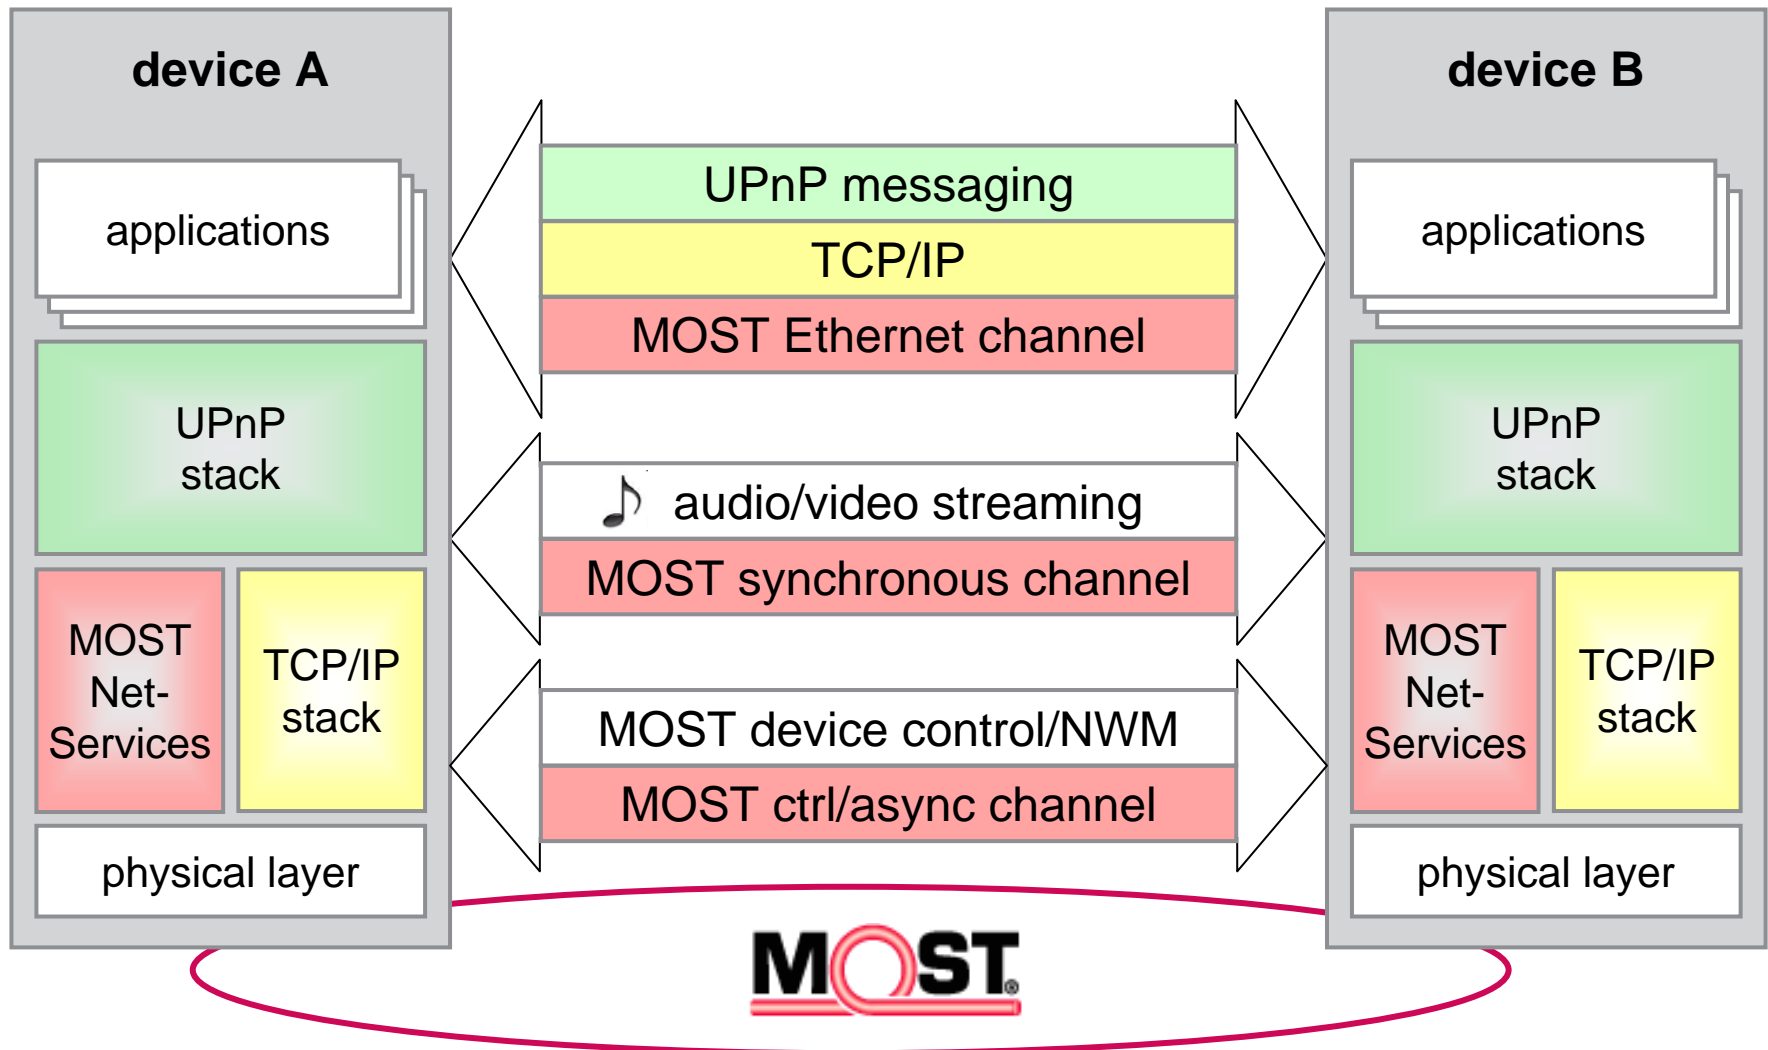 device A
applications
UPnP
stack
MOST
Net-
Services
TCP/IP
stack
physical layer
UPnP messaging
TCP/IP
MOST Ethernet channel
audio/video streaming
MOST synchronous channel
MOST device control/NWM
MOST ctrl/async channel
device B
applications
UPnP
stack
MOST
Net-
Services
TCP/IP
stack
physical layer
MOST®